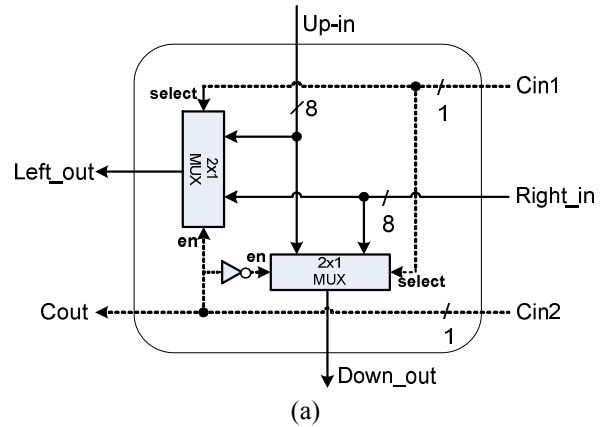 Up-in
Cin1
select
8
1
2x1
MUX
Left_out
Right_in
8
en
en
2x1
MUX
select
Cout
Cin2
1
Down_out
(a)